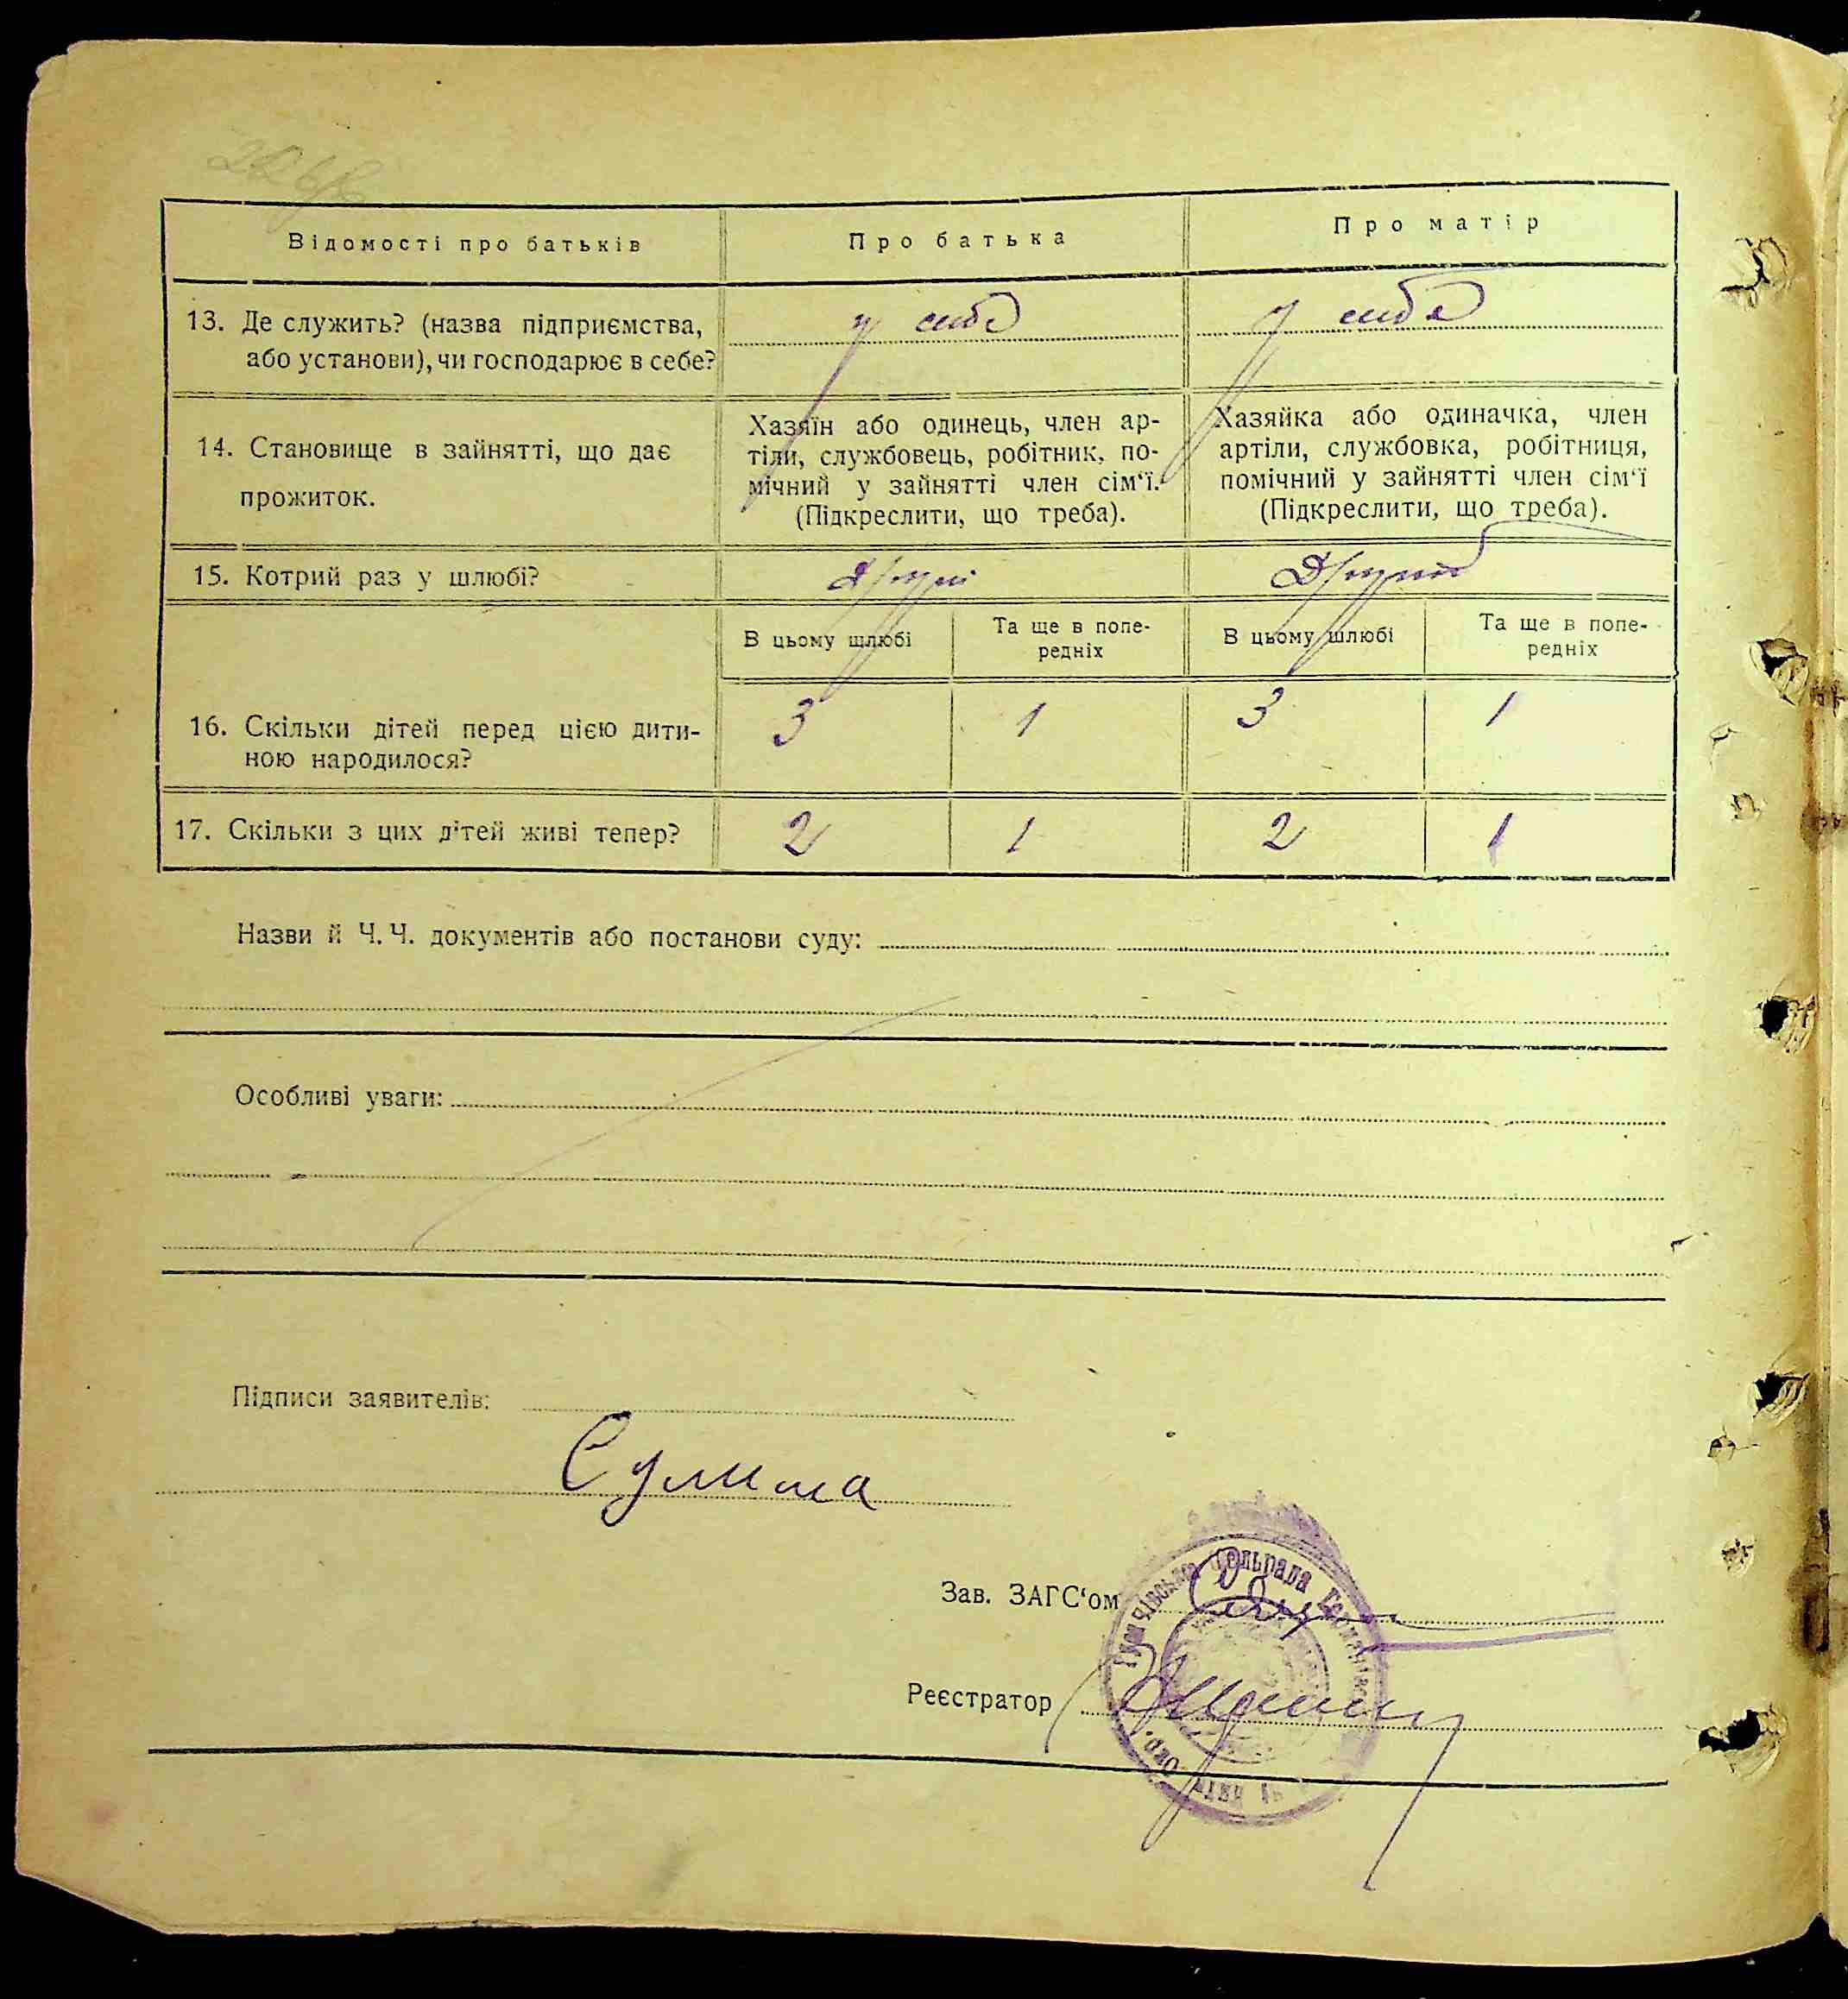 Відомості про батьків
Про батька
Про матір
13. Де служить? (назва підприємства,
або установи), чи господарює в себе?
у себе
у себе
14. Становище в зайнятті, що дає
прожиток.
Хазяїн або одинець, член ар-
тіли, службовець, робітник, по-
мічний у зайнятті член сім‘ї.
(Підкреслити, що треба).
Хазяйка або одиначка, член
артіли, службовка, робітниця,
помічний у зайнятті член сім‘ї
(Підкреслити, що треба).
15. Котрий раз у шлюбі?
В цьому шлюбі
Та ще в попе-
редніх
В цьому шлюбі
Та ще в попе-
редніх
16. Скільки дітей перед цією дити-
ною народилося?
3
1
3
1
17. Скільки з цих дітей живі тепер?
2
1
2
1
Назви й Ч. Ч. документів або постанови суду:
Особливі уваги:
Підписи заявителів:
Сулима
Зав. ЗАГС‘ом
Реєстратор